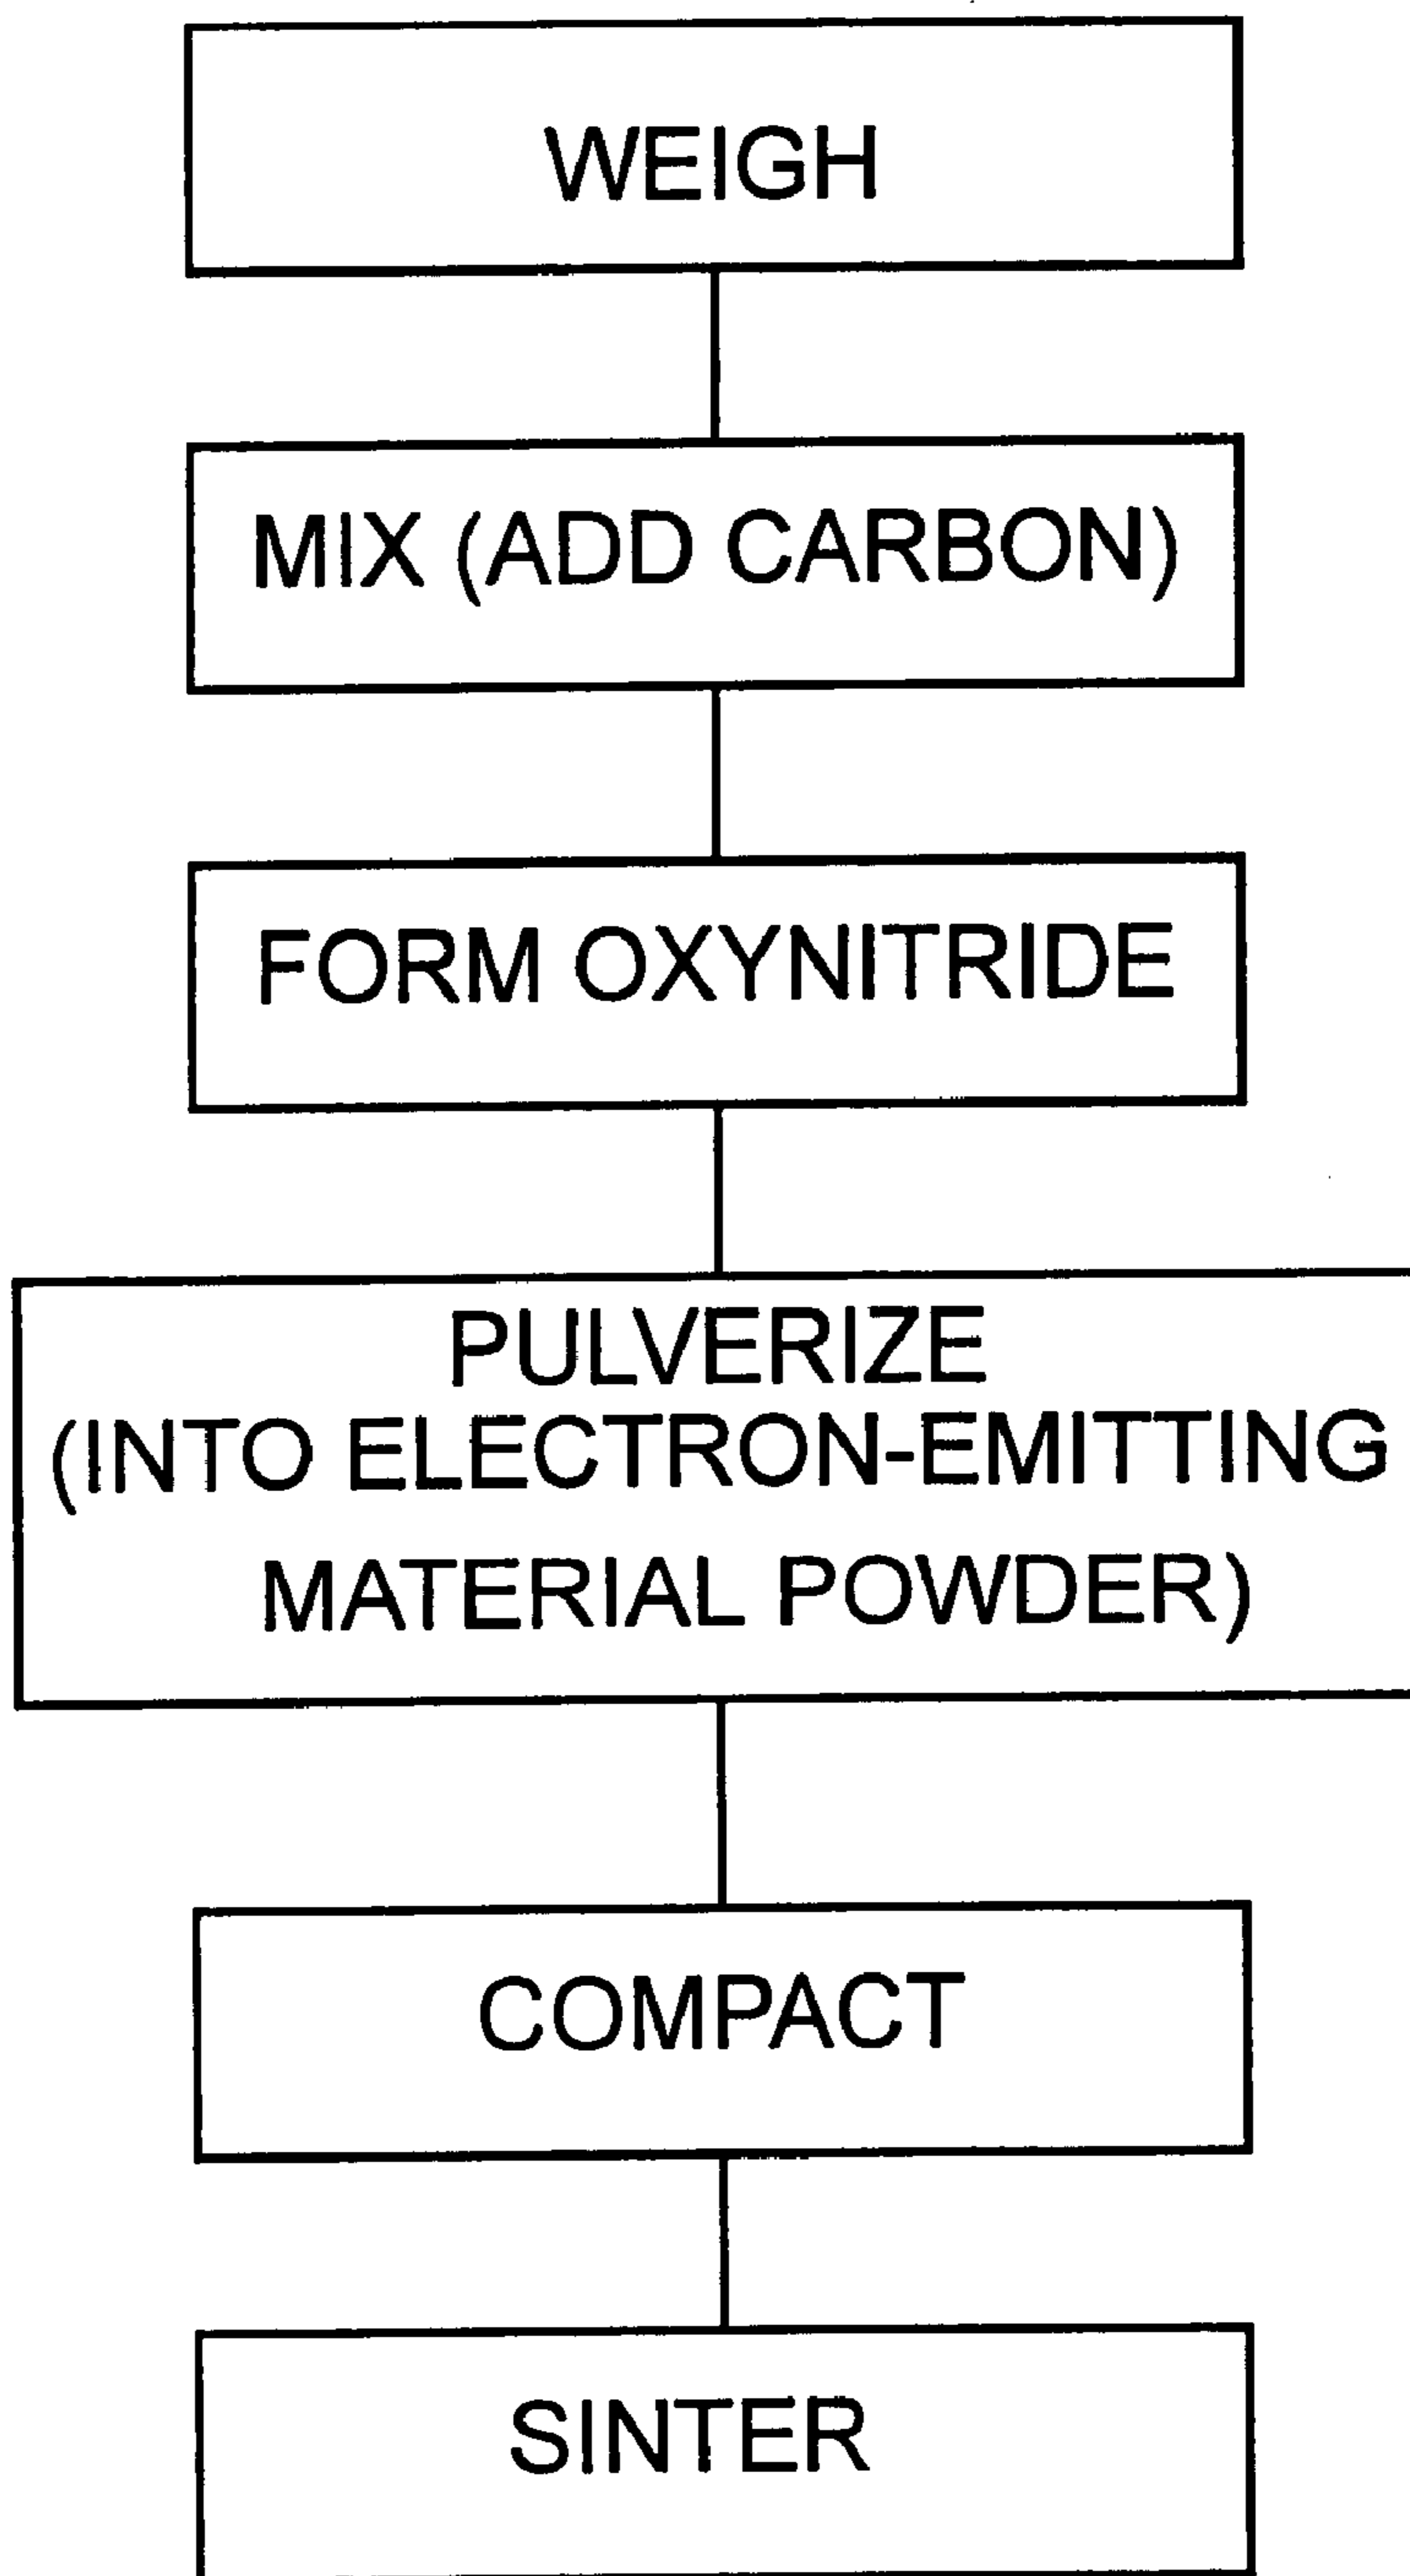 WEIGH
MIX (ADD CARBON)
FORM OXYNITRIDE
PULVERIZE
(INTO ELECTRON-EMITTING
MATERIAL POWDER)
COMPACT
SINTER